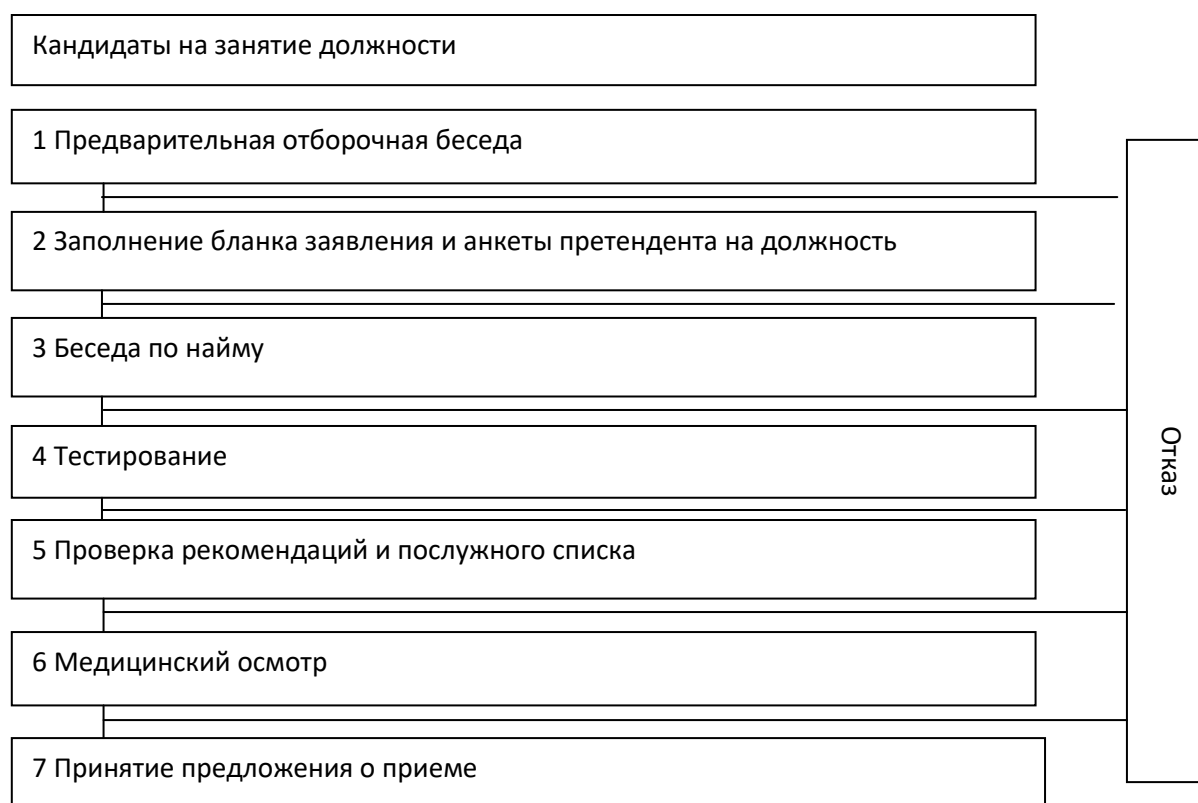 Кандидаты на занятие должности
1 Предварительная отборочная беседа
2 Заполнение бланка заявления и анкеты претендента на должность
3 Беседа по найму
4 Тестирование
5 Проверка рекомендаций и послужного списка
6 Медицинский осмотр
7 Принятие предложения о приеме
Отказ